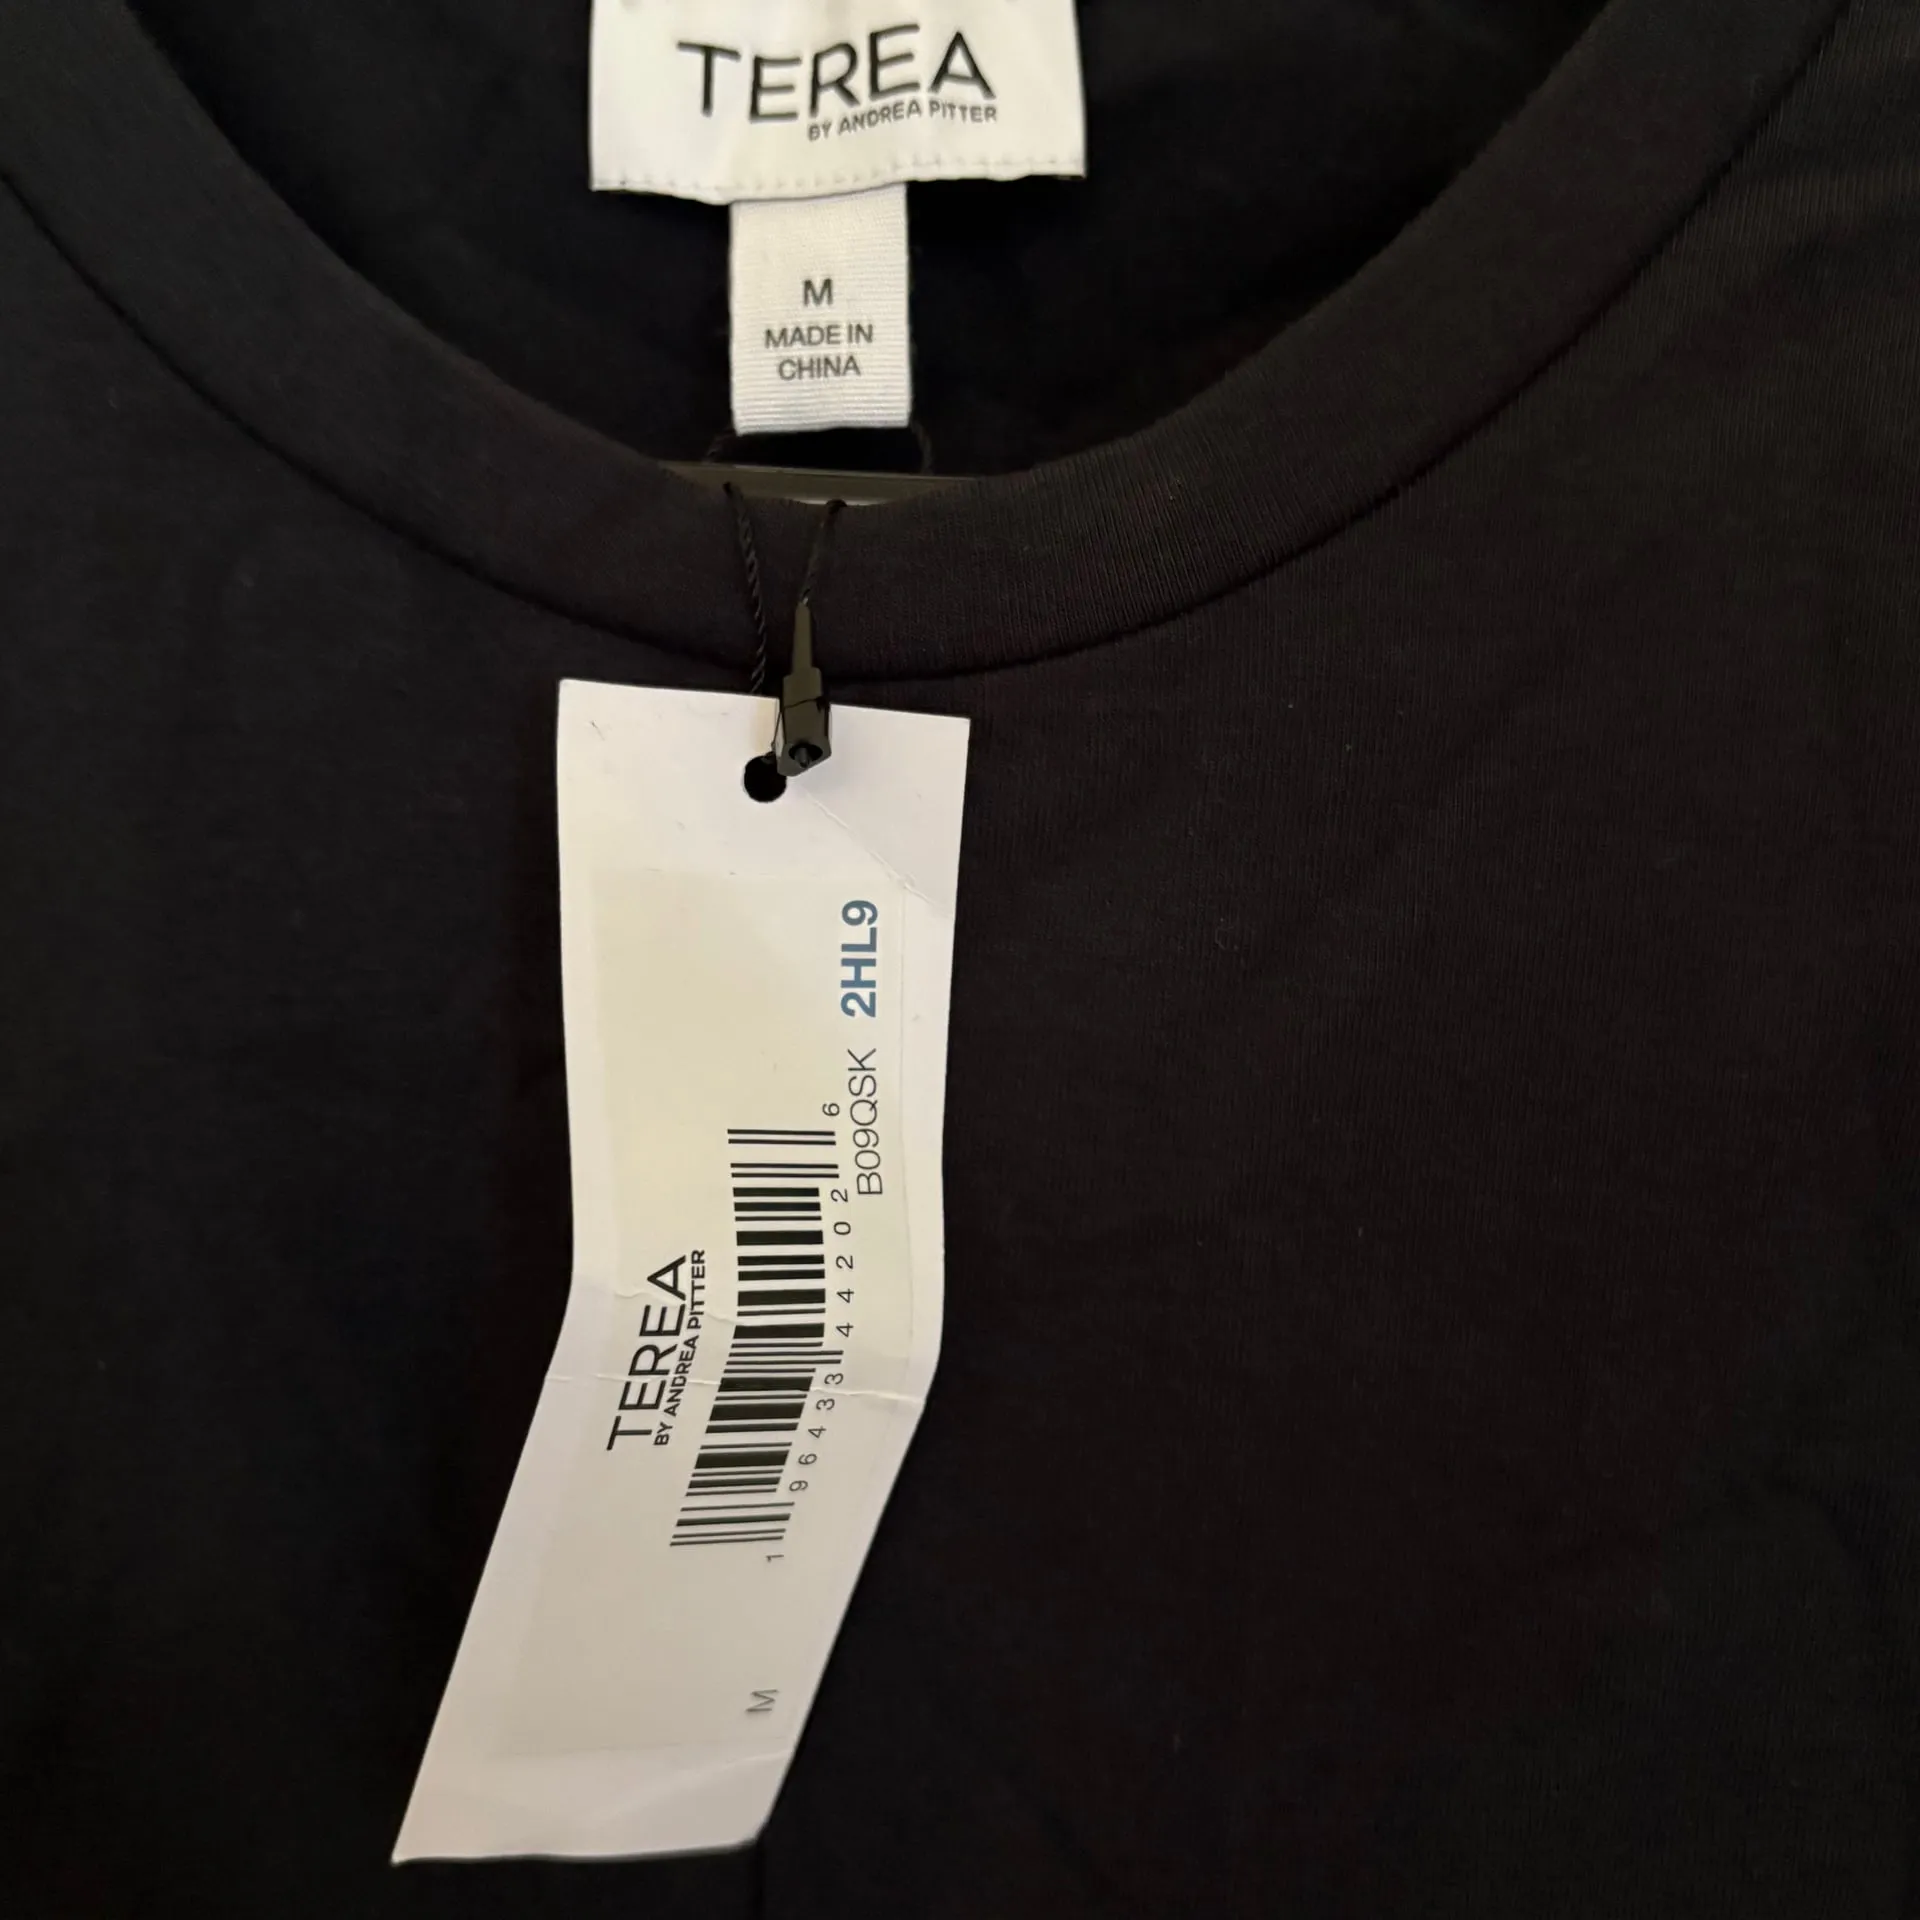 TEREA
BY ANDREA PITTER
M
MADE IN
CHINA
TEREA
BY ANDREA PITTER
1 96433 44202 6
B09QSK 2HL9
M